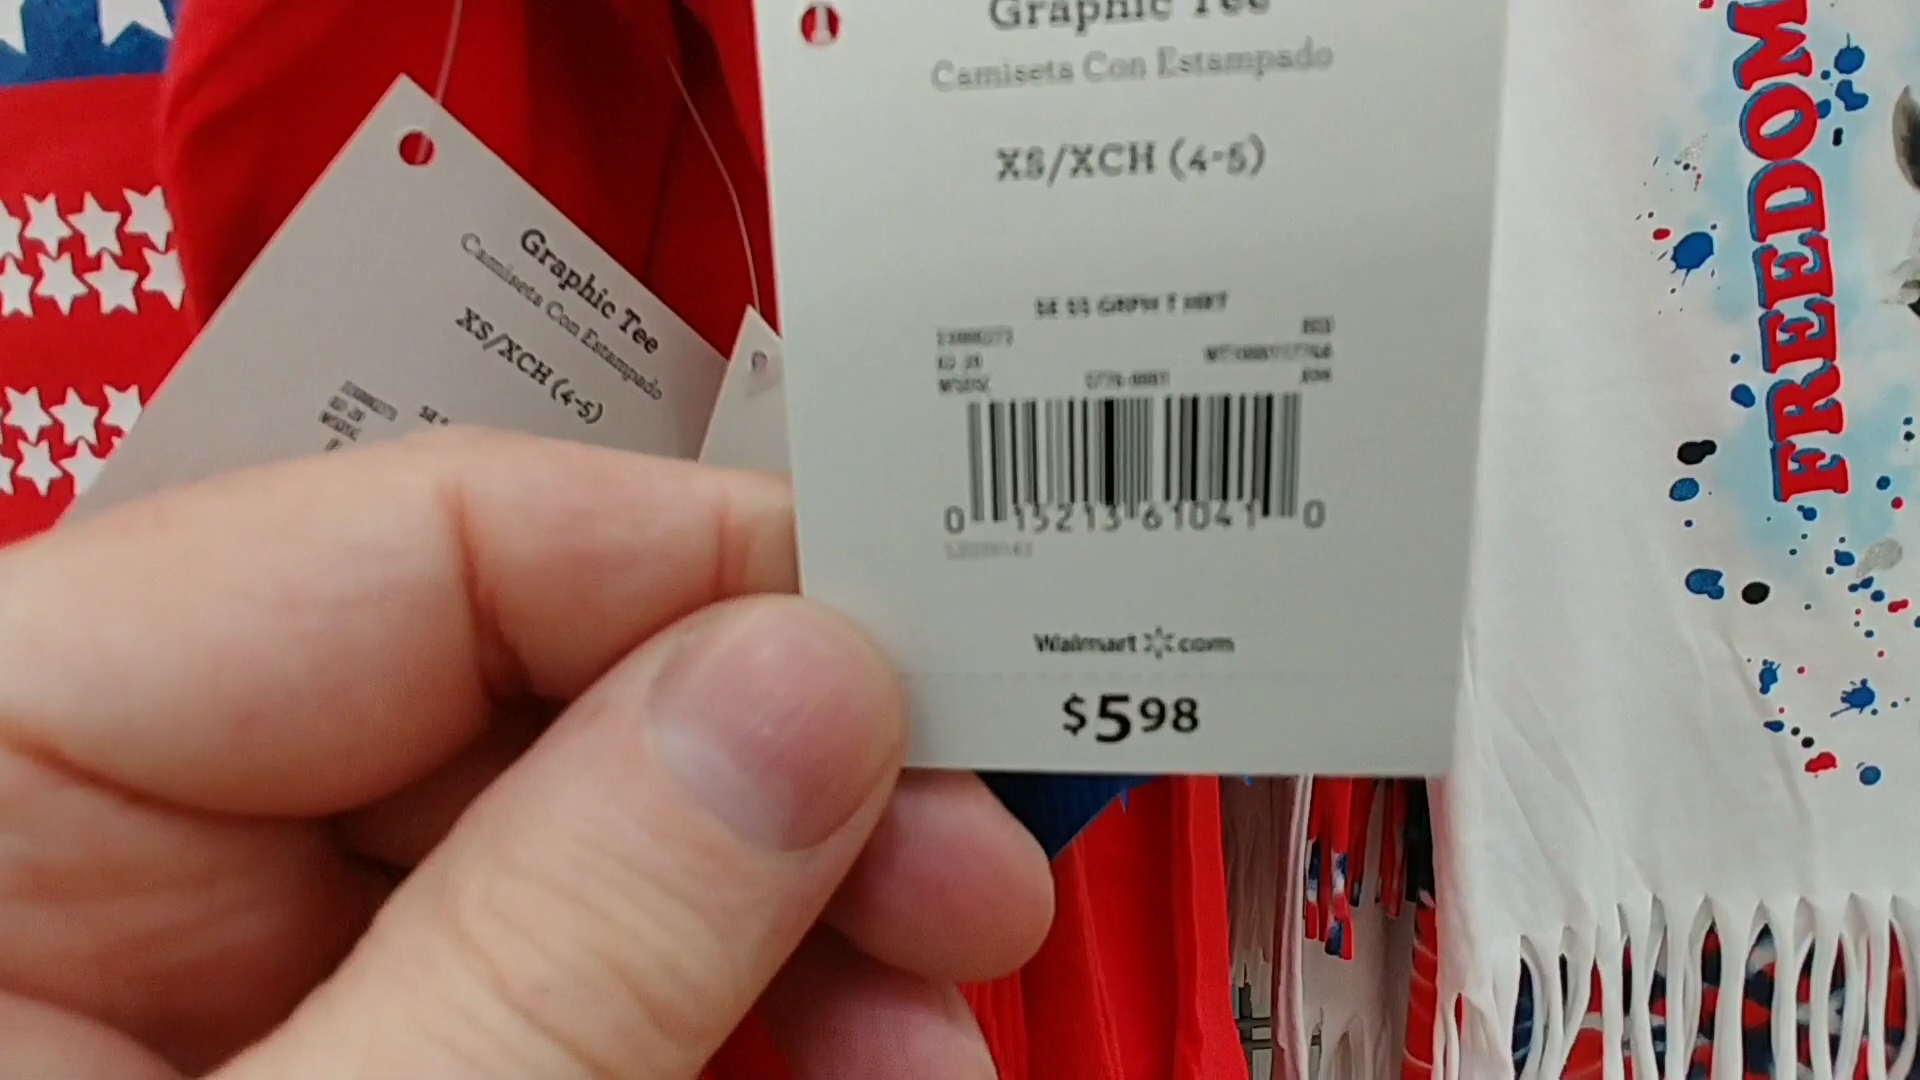 Graphic Tee
Camiseta Con Estampado
XS/XCH (4-5)
0 15213 61041 0
Walmart com
$5 98
Graphic Tee
Camiseta Con Estampado
XS/XCH (4-5)
FREEDOM